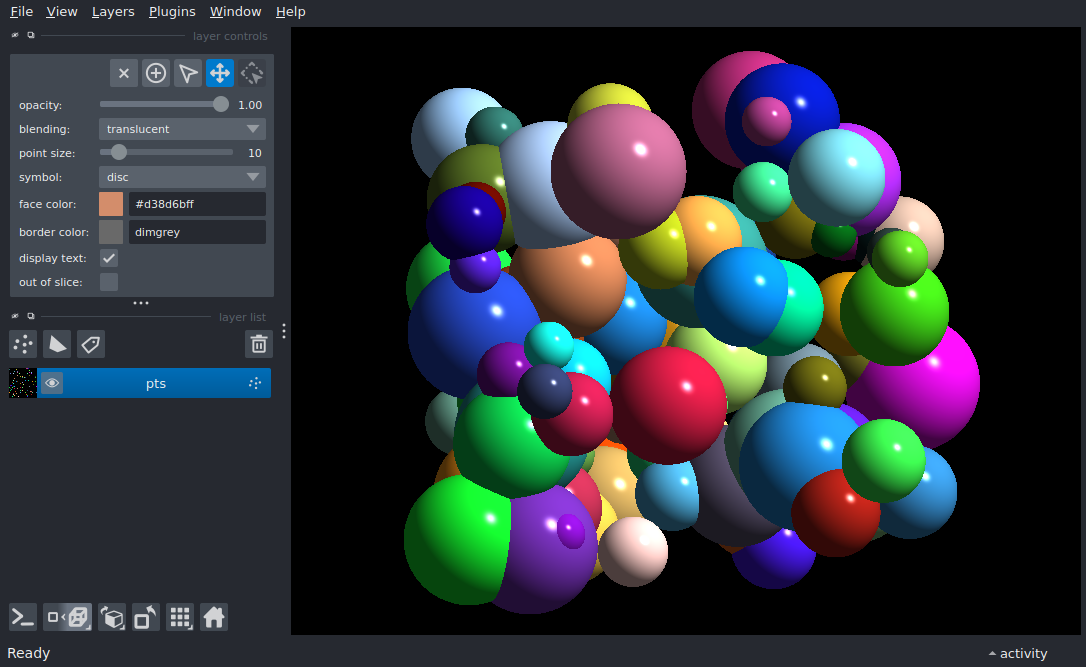 File View Layers Plugins Window Help
layer controls
opacity: 1.00
blending: translucent
point size: 10
symbol: disc
face color: #d38d6bff
border color: dimgrey
display text:
out of slice:
layer list
pts
Ready
activity